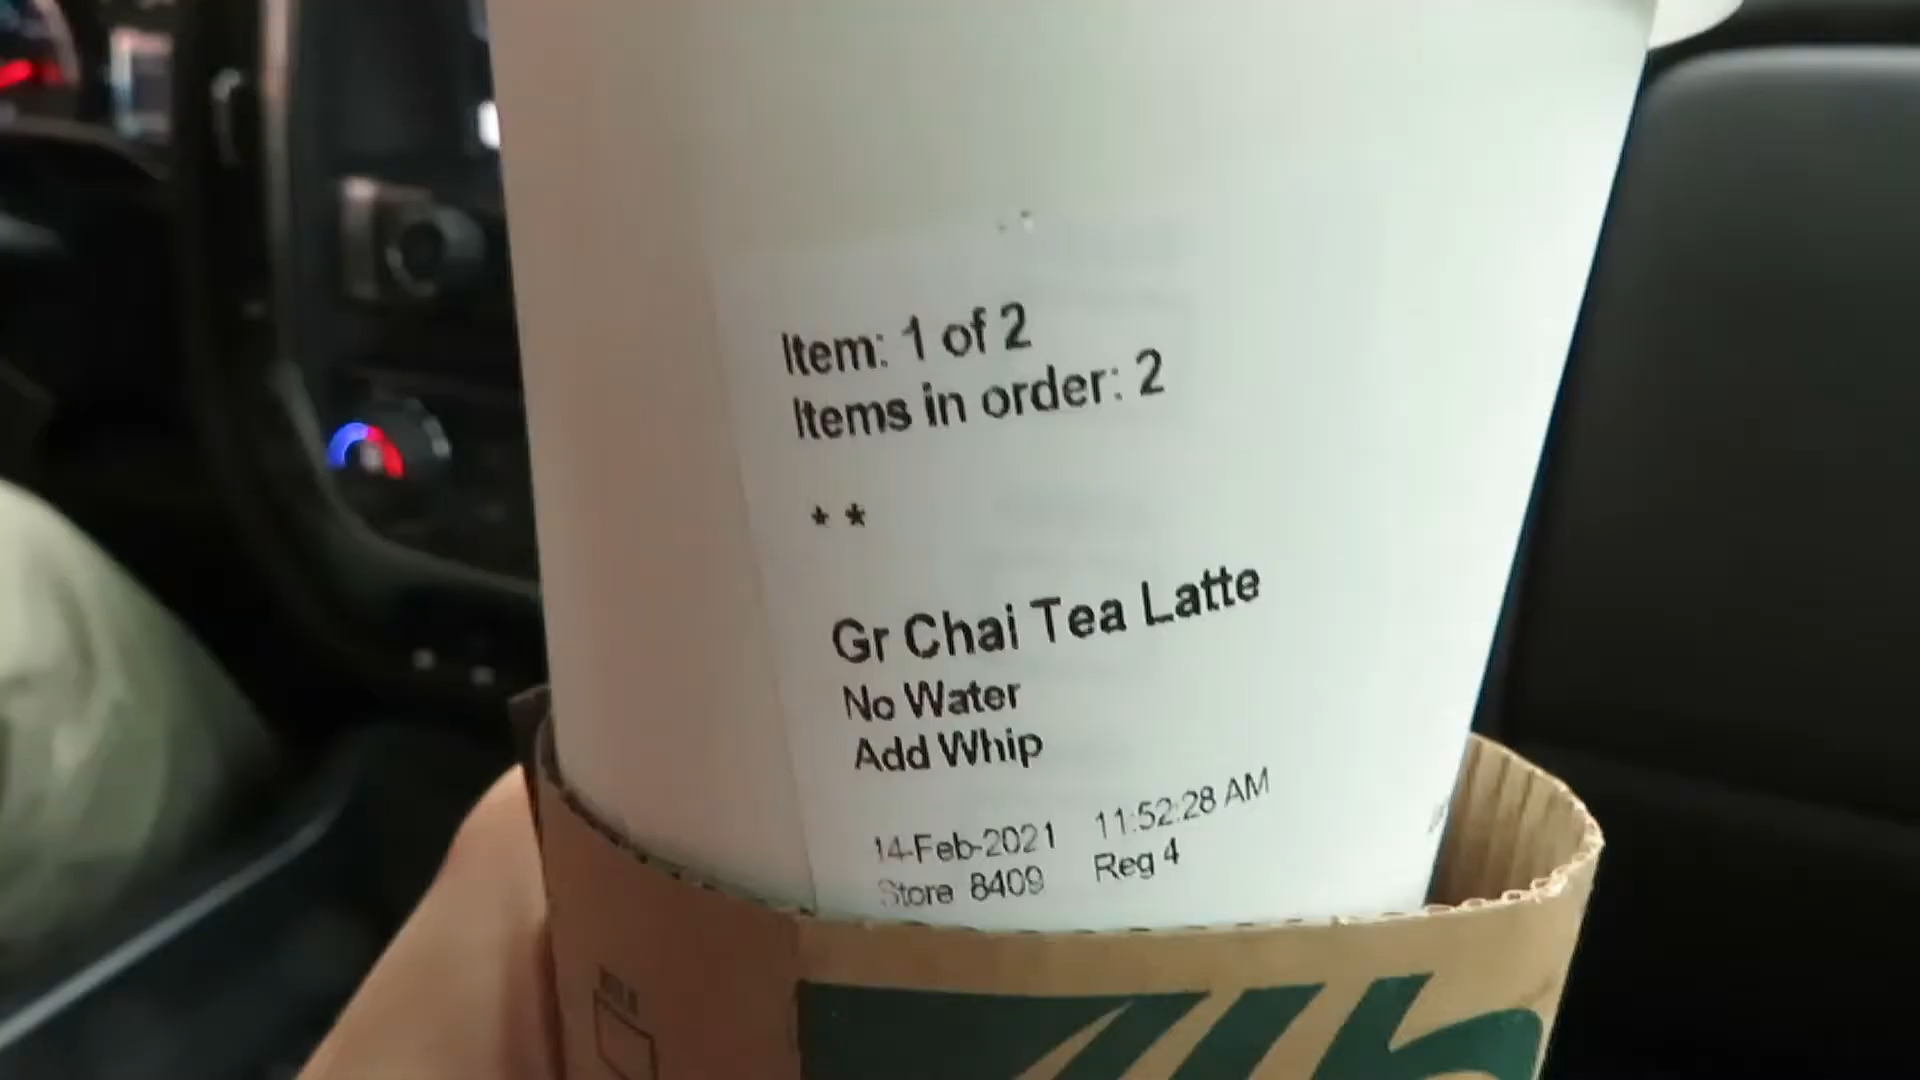 Item: 1 of 2
Items in order: 2
* *
Gr Chai Tea Latte
No Water
Add Whip
14-Feb-2021 11:52:28 AM
Store 8409 Reg 4